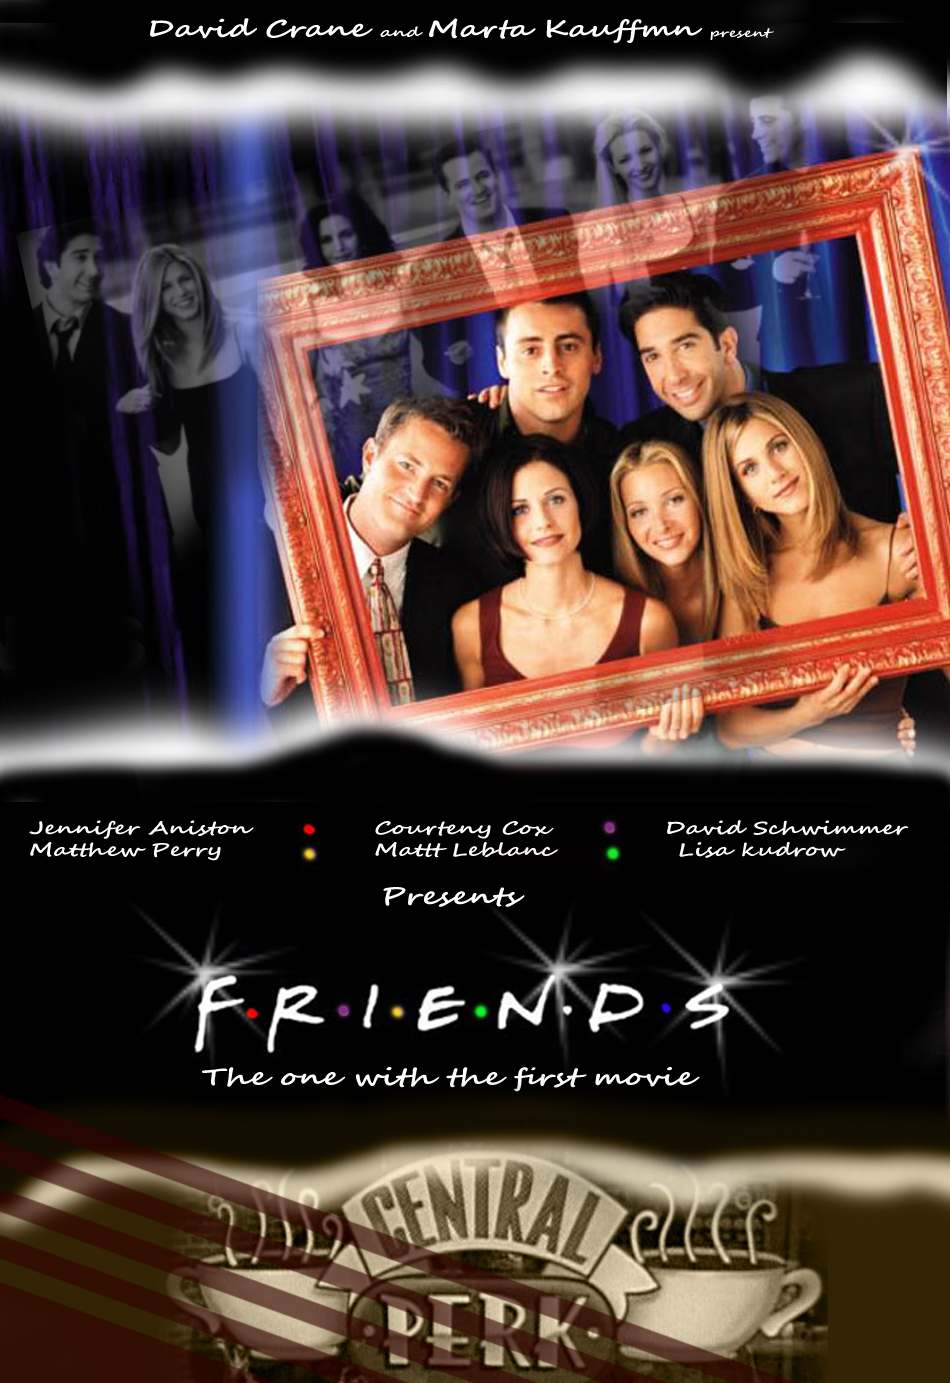 David Crane and Marta Kauffmn present
Jennifer Aniston Courteny Cox David Schwimmer
Matthew Perry Mattt Leblanc Lisa kudrow
Presents
F•R•I•E•N•D•S
The one with the first movie
CENTRAL
PERK